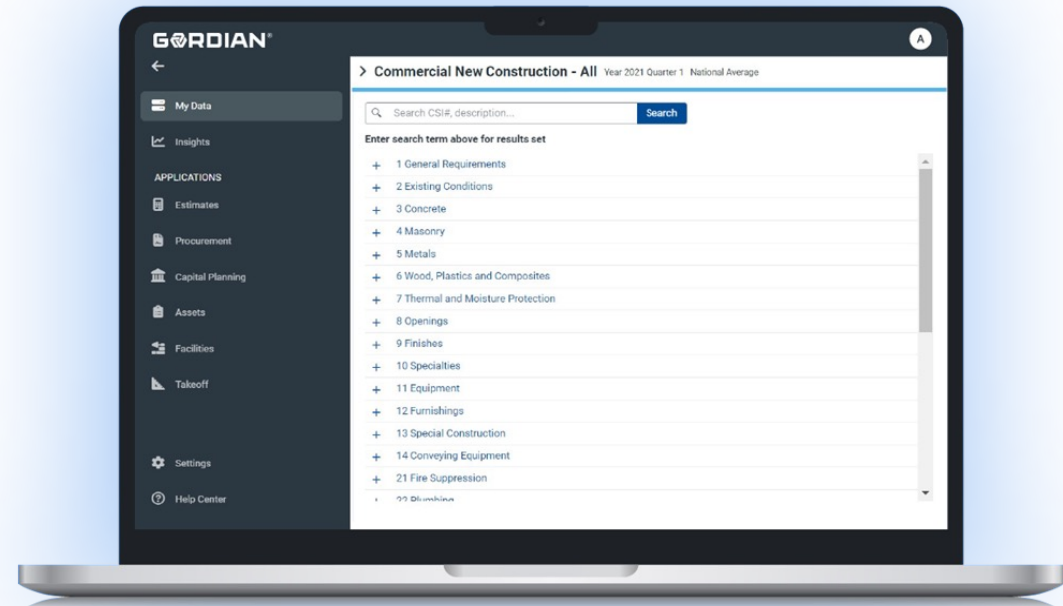 GORDIAN®
A
My Data
Insights
APPLICATIONS
Estimates
Procurement
Capital Planning
Assets
Facilities
Takeoff
Settings
Help Center
Commercial New Construction - All Year 2021 Quarter 1 National Average
Search CSI#, description...
Search
Enter search term above for results set
1 General Requirements
2 Existing Conditions
3 Concrete
4 Masonry
5 Metals
6 Wood, Plastics and Composites
7 Thermal and Moisture Protection
8 Openings
9 Finishes
10 Specialties
11 Equipment
12 Furnishings
13 Special Construction
14 Conveying Equipment
21 Fire Suppression
22 Plumbing